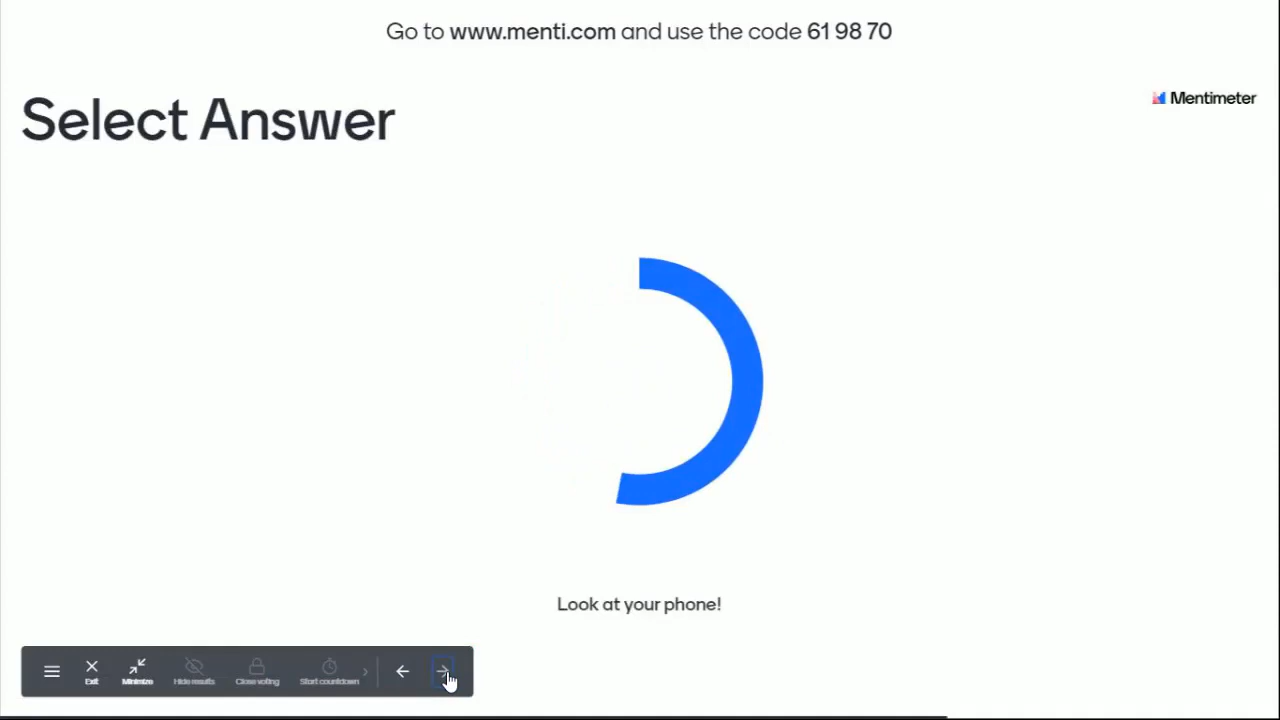 Go to www.menti.com and use the code 61 98 70
Select Answer
Mentimeter
Look at your phone!
Exit
Minimize
Hide results
Close voting
Start countdown